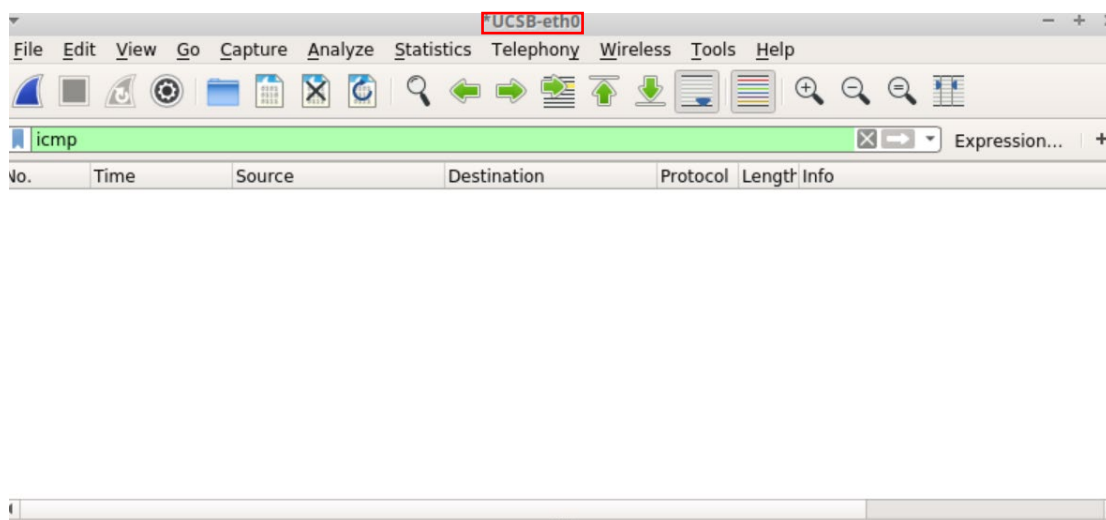 *UCSB-eth0
File Edit View Go Capture Analyze Statistics Telephony Wireless Tools Help
icmp Expression... +
No. Time Source Destination Protocol Length Info